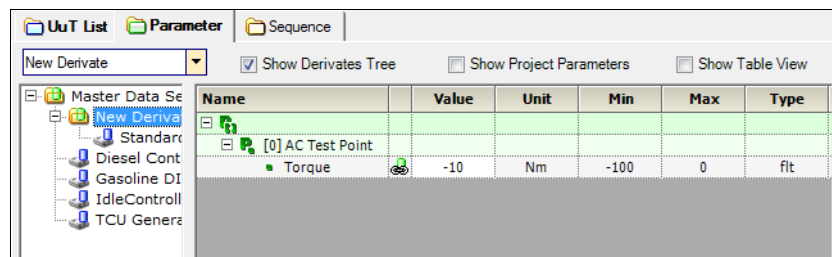 UuT List Parameter Sequence
New Derivate Show Derivates Tree Show Project Parameters Show Table View
Master Data Se
New Deriva
Standard
Diesel Cont
Gasoline DI
IdleControll
TCU Genera
Name Value Unit Min Max Type
[0] AC Test Point
Torque -10 Nm -100 0 flt